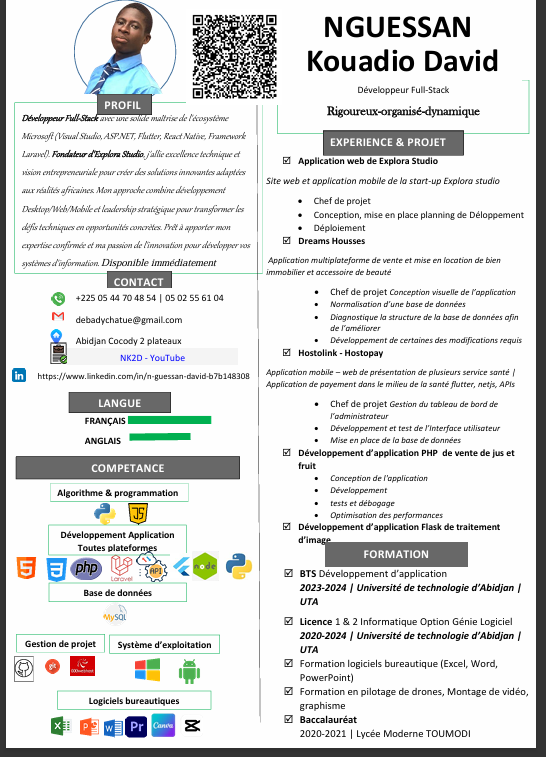 NGUESSAN
Kouadio David
Développeur Full-Stack
Rigoureux-organisé-dynamique
PROFIL
Développeur Full-Stack avec une solide maîtrise de l'écosystème
Microsoft (Visual Studio, ASP.NET, Flutter, React Native, Framework
Laravel). Fondateur d'Explora Studio, j'allie excellence technique et
vision entrepreneuriale pour créer des solutions innovantes adaptées
aux réalités africaines. Mon approche combine développement
Desktop/Web/Mobile et leadership stratégique pour transformer les
défis techniques en opportunités concrètes. Prêt à apporter mon
expertise confirmée et ma passion de l'innovation pour développer vos
systèmes d'information. Disponible immédiatement
CONTACT
+225 05 44 70 48 54 | 05 02 55 61 04
debadychatue@gmail.com
Abidjan Cocody 2 plateaux
NK2D - YouTube
https://www.linkedin.com/in/n-guessan-david-b7b148308
LANGUE
FRANÇAIS
ANGLAIS
COMPETANCE
Algorithme & programmation
JS
Développement Application
Toutes plateformes
5
3
php
Laravel
API
node
Base de données
MySQL
Gestion de projet
Système d'exploitation
git
Logiciels bureautiques
Pr
Canva
EXPERIENCE & PROJET
Application web de Explora Studio
Site web et application mobile de la start-up Explora studio
Chef de projet
Conception, mise en place planning de Déloppement
Déploiement
Dreams Housses
Application multiplateforme de vente et mise en location de bien
immobilier et accessoire de beauté
Chef de projet Conception visuelle de l'application
Normalisation d'une base de données
Diagnostique la structure de la base de données afin
de l'améliorer
Développement de certaines des modifications requis
Hostolink - Hostopay
Application mobile – web de présentation de plusieurs service santé |
Application de payement dans le milieu de la santé flutter, netjs, APIs
Chef de projet Gestion du tableau de bord de
l'administrateur
Développement et test de l'Interface utilisateur
Mise en place de la base de données
Développement d'application PHP de vente de jus et
fruit
Conception de l'application
Développement
tests et débogage
Optimisation des performances
Développement d'application Flask de traitement
d'image
FORMATION
BTS Développement d'application
2023-2024 | Université de technologie d'Abidjan |
UTA
Licence 1 & 2 Informatique Option Génie Logiciel
2020-2024 | Université de technologie d'Abidjan |
UTA
Formation logiciels bureautique (Excel, Word,
PowerPoint)
Formation en pilotage de drones, Montage de vidéo,
graphisme
Baccalauréat
2020-2021 | Lycée Moderne TOUMODI